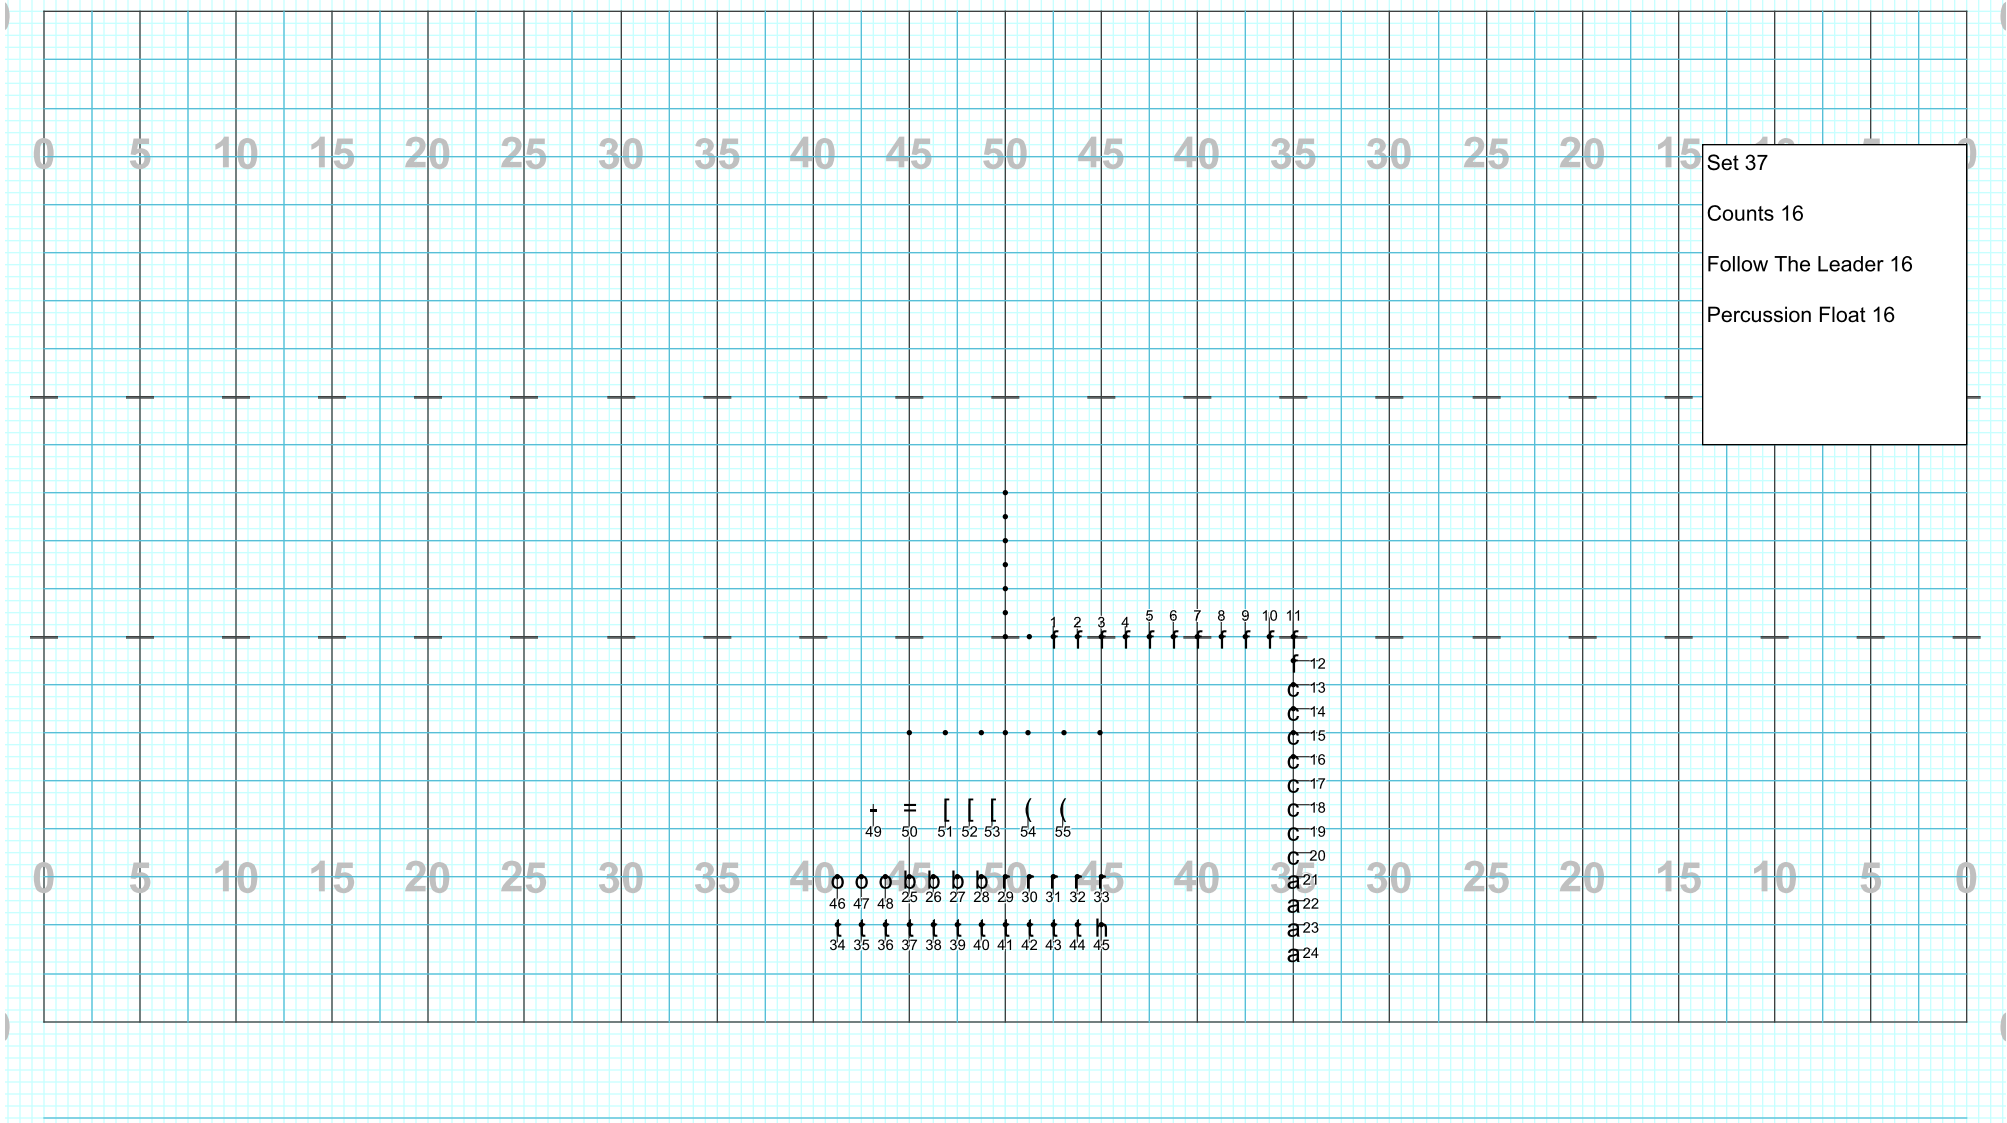 0 5 10 15 20 25 30 35 40 45 50 45 40 35 30 25 20 15 10 5 0
Set 37
Counts 16
Follow The Leader 16
Percussion Float 16
1 2 3 4 5 6 7 8 9 10 11
f f f f f f f f f f f
f 12
c 13
c 14
c 15
c 16
c 17
c 18
c 19
c 20
a 21
a 22
a 23
a 24
- = [ [ [ ( (
49 50 51 52 53 54 55
0 5 10 15 20 25 30 35 40 45 50 45 40 35 30 25 20 15 10 5 0
o o o b b b b r r r r r
46 47 48 25 26 27 28 29 30 31 32 33
t t t t t t t t t t t h
34 35 36 37 38 39 40 41 42 43 44 45